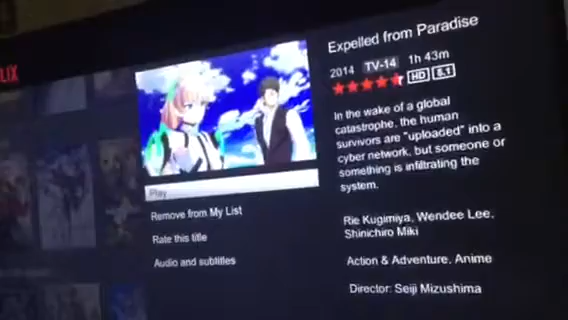 LIX
Expelled from Paradise
2014 TV-14 1h 43m
HD 5.1
In the wake of a global
catastrophe, the human
survivors are "uploaded" into a
cyber network, but someone or
something is infiltrating the
system.
Play
Remove from My List
Rate this title
Audio and subtitles
Rie Kugimiya, Wendee Lee,
Shinichiro Miki
Action & Adventure, Anime
Director: Seiji Mizushima